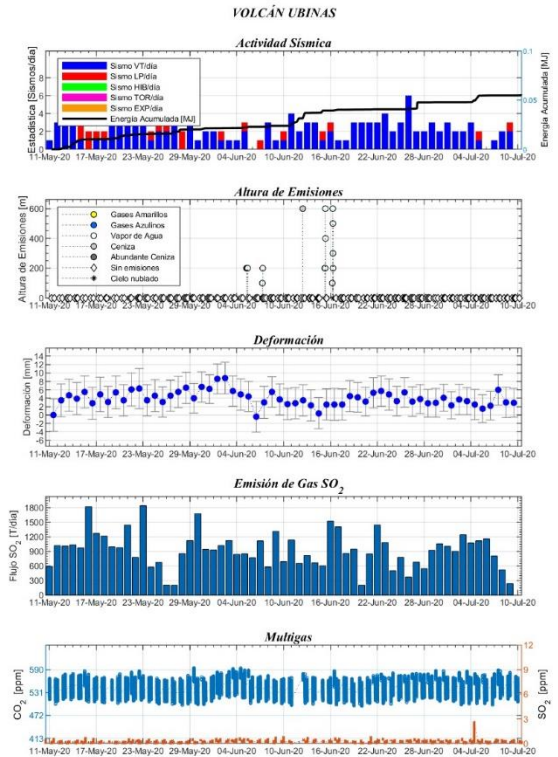 VOLCÁN UBINAS
Actividad Sísmica
Estadística [Sismos/día]
8
6
4
2
0
Sismo VT/día
Sismo LP/día
Sismo HIB/día
Sismo TOR/día
Sismo EXP/día
Energía Acumulada [MJ]
0.1
0.05
0
Energía Acumulada [MJ]
11-May-20 17-May-20 23-May-20 29-May-20 04-Jun-20 10-Jun-20 16-Jun-20 22-Jun-20 28-Jun-20 04-Jul-20 10-Jul-20
Altura de Emisiones
Altura de Emisiones [m]
600
400
200
0
Gases Amarillos
Gases Azulinos
Vapor de Agua
Ceniza
Abundante Ceniza
Sin emisiones
Cielo nublado
11-May-20 17-May-20 23-May-20 29-May-20 04-Jun-20 10-Jun-20 16-Jun-20 22-Jun-20 28-Jun-20 04-Jul-20 10-Jul-20
Deformación
Deformación [mm]
14
12
10
8
6
4
2
0
-2
-4
-6
11-May-20 17-May-20 23-May-20 29-May-20 04-Jun-20 10-Jun-20 16-Jun-20 22-Jun-20 28-Jun-20 04-Jul-20 10-Jul-20
Emisión de Gas SO2
Flujo SO2 [T/día]
1800
1500
1200
900
600
300
0
11-May-20 17-May-20 23-May-20 29-May-20 04-Jun-20 10-Jun-20 16-Jun-20 22-Jun-20 28-Jun-20 04-Jul-20 10-Jul-20
Multigas
CO2 [ppm]
590
531
472
413
12
9
6
3
0
SO2 [ppm]
11-May-20 17-May-20 23-May-20 29-May-20 04-Jun-20 10-Jun-20 16-Jun-20 22-Jun-20 28-Jun-20 04-Jul-20 10-Jul-20